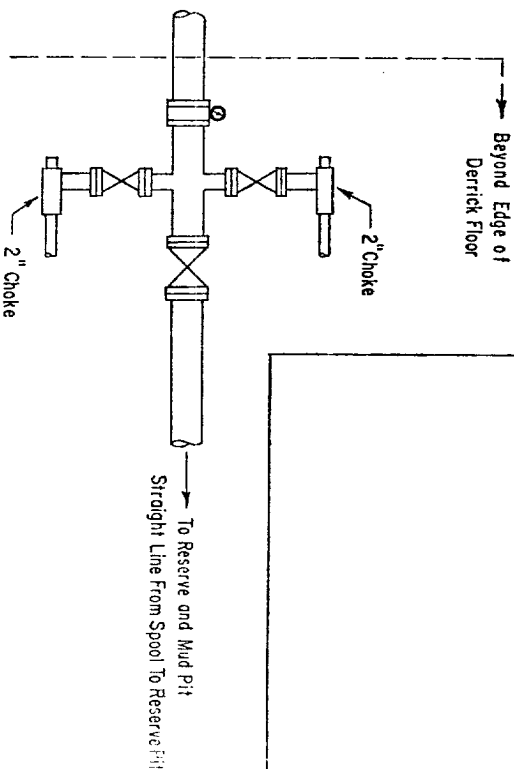 Beyond Edge of
Derrick Floor
2" Choke
2" Choke
To Reserve and Mud Pit
Straight Line From Spool To Reserve Pit